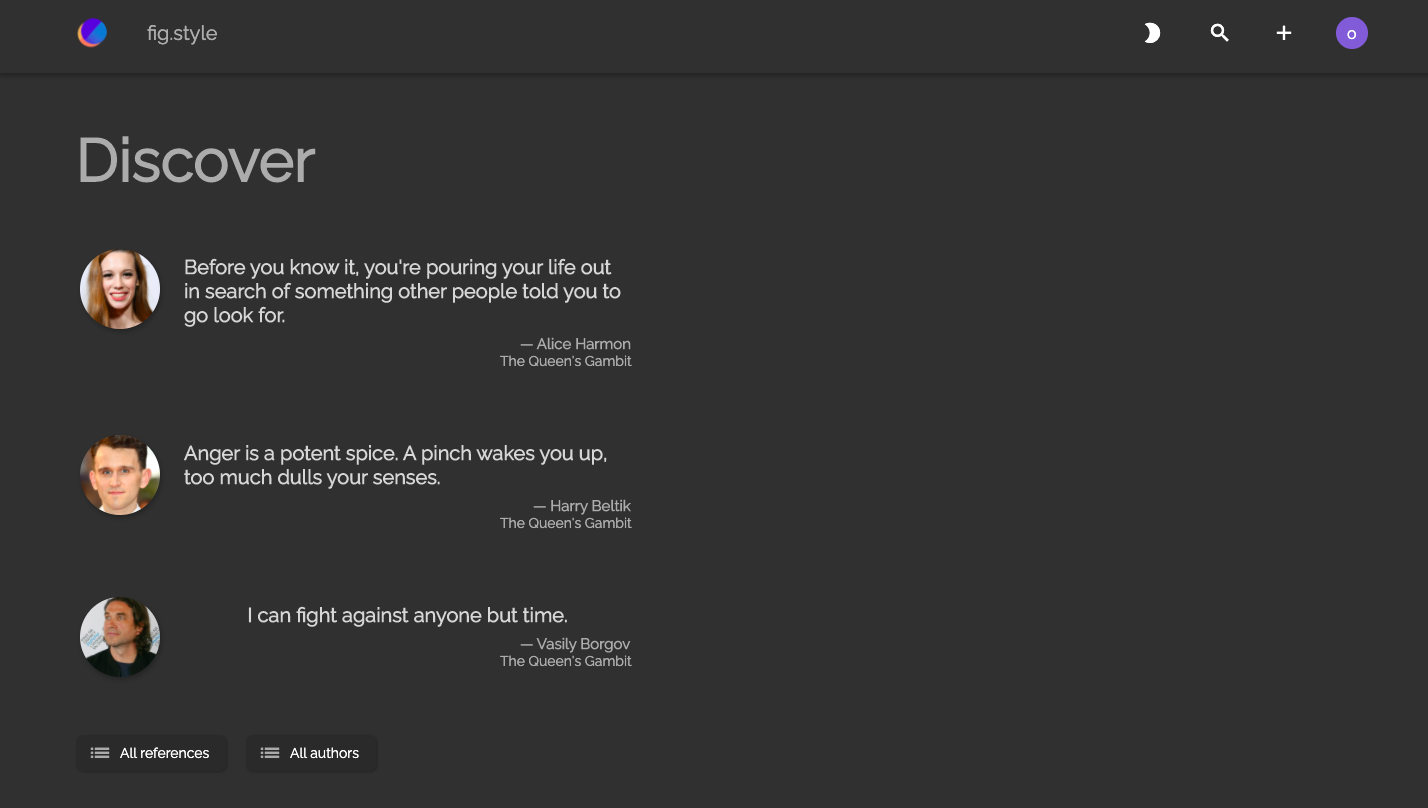 fig.style
o
Discover
Before you know it, you're pouring your life out
in search of something other people told you to
go look for.
— Alice Harmon
The Queen's Gambit
Anger is a potent spice. A pinch wakes you up,
too much dulls your senses.
— Harry Beltik
The Queen's Gambit
I can fight against anyone but time.
— Vasily Borgov
The Queen's Gambit
All references
All authors